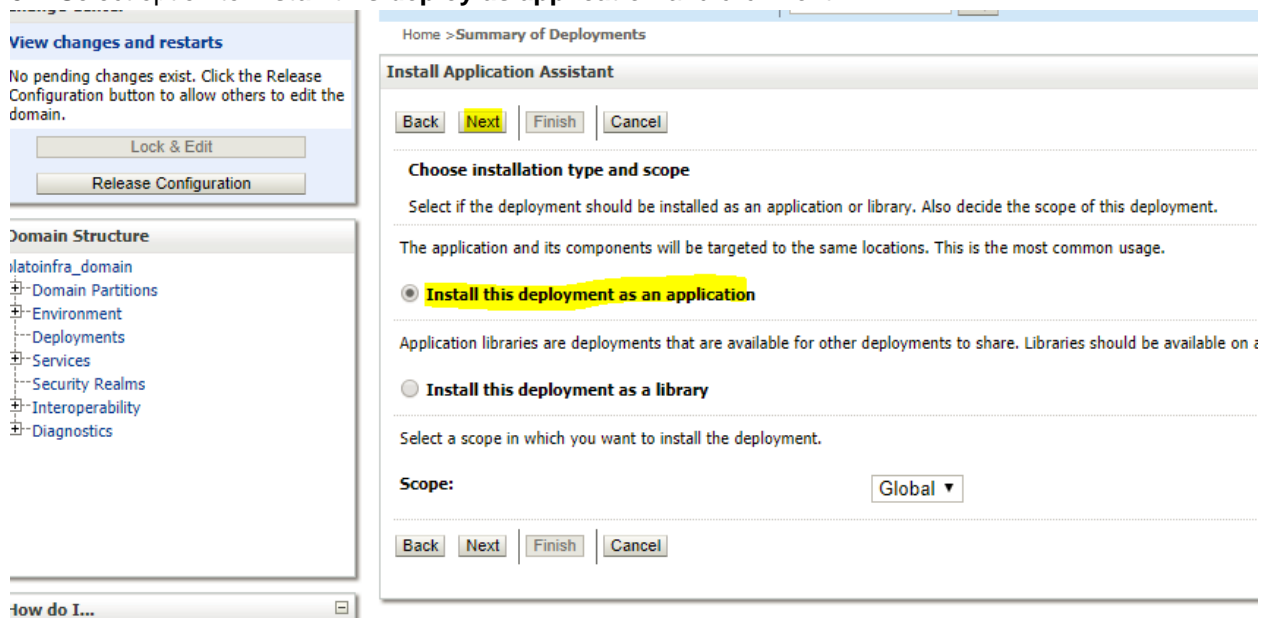 View changes and restarts
No pending changes exist. Click the Release
Configuration button to allow others to edit the
domain.
Lock & Edit
Release Configuration
Domain Structure
platoinfra_domain
Domain Partitions
Environment
Deployments
Services
Security Realms
Interoperability
Diagnostics
How do I...
Home >Summary of Deployments
Install Application Assistant
Back Next Finish Cancel
Choose installation type and scope
Select if the deployment should be installed as an application or library. Also decide the scope of this deployment.
The application and its components will be targeted to the same locations. This is the most common usage.
Install this deployment as an application
Application libraries are deployments that are available for other deployments to share. Libraries should be available on
Install this deployment as a library
Select a scope in which you want to install the deployment.
Scope: Global
Back Next Finish Cancel